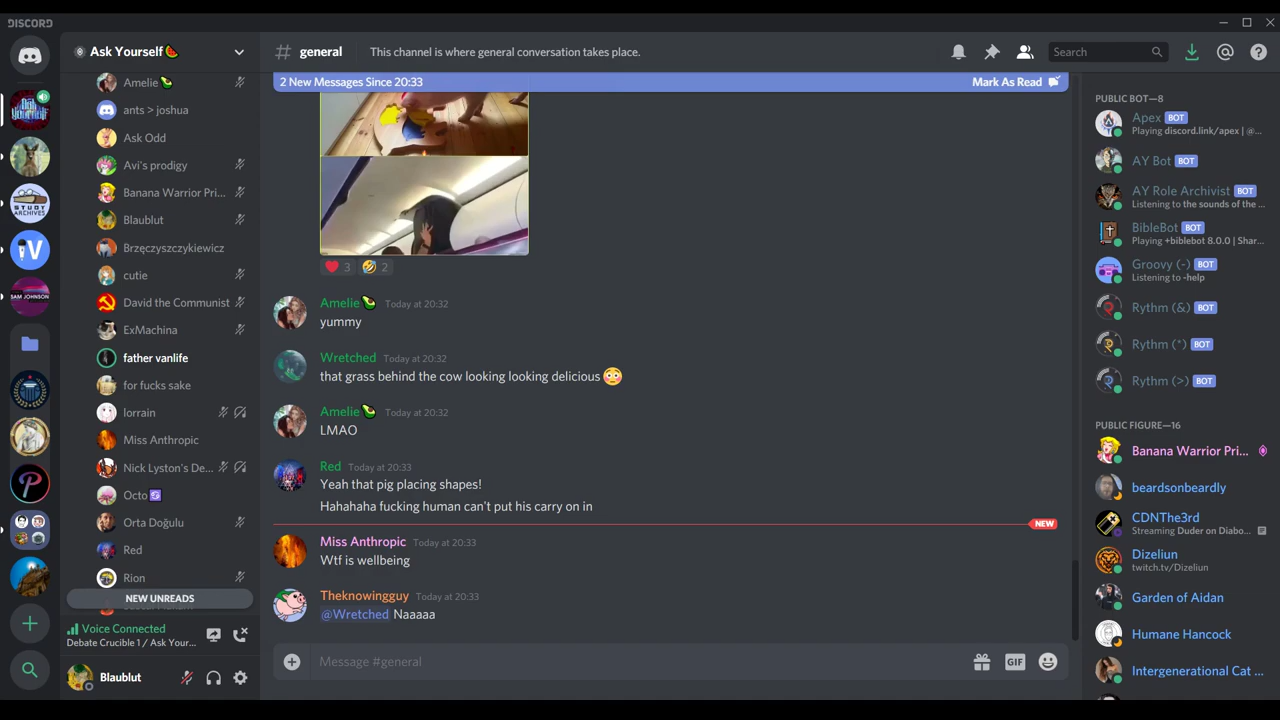 DISCORD
Ask Yourself🍉
general
This channel is where general conversation takes place.
Search
2 New Messages Since 20:33
Mark As Read
Amelie🥑
ants > joshua
Ask Odd
Avi's prodigy
Banana Warrior Pri...
Blaublut
Brzęczyszczykiewicz
cutie
David the Communist
ExMachina
father vanlife
for fucks sake
lorrain
Miss Anthropic
Nick Lyston's De...
Octo
Orta Doğulu
Red
Rion
NEW UNREADS
Voice Connected
Debate Crucible 1 / Ask Your...
Blaublut
STUDY
ARCHIVES
V
SAM JOHNSON
❤️ 3 🤣 2
Amelie🥑 Today at 20:32
yummy
Wretched Today at 20:32
that grass behind the cow looking looking delicious 😳
Amelie🥑 Today at 20:32
LMAO
Red Today at 20:33
Yeah that pig placing shapes!
Hahahaha fucking human can't put his carry on in
NEW
Miss Anthropic Today at 20:33
Wtf is wellbeing
Theknowingguy Today at 20:33
@Wretched Naaaaa
Message #general
GIF
PUBLIC BOT—8
Apex BOT
Playing discord.link/apex | @...
AY Bot BOT
AY Role Archivist BOT
Listening to the sounds of the ...
BibleBot BOT
Playing +biblebot 8.0.0 | Shar...
Groovy (-) BOT
Listening to -help
Rythm (&) BOT
Rythm (*) BOT
Rythm (>) BOT
PUBLIC FIGURE—16
Banana Warrior Pri...
beardsonbeardly
CDNThe3rd
Streaming Duder on Diabo...
Dizeliun
twitch.tv/Dizeliun
Garden of Aidan
Humane Hancock
Intergenerational Cat ...